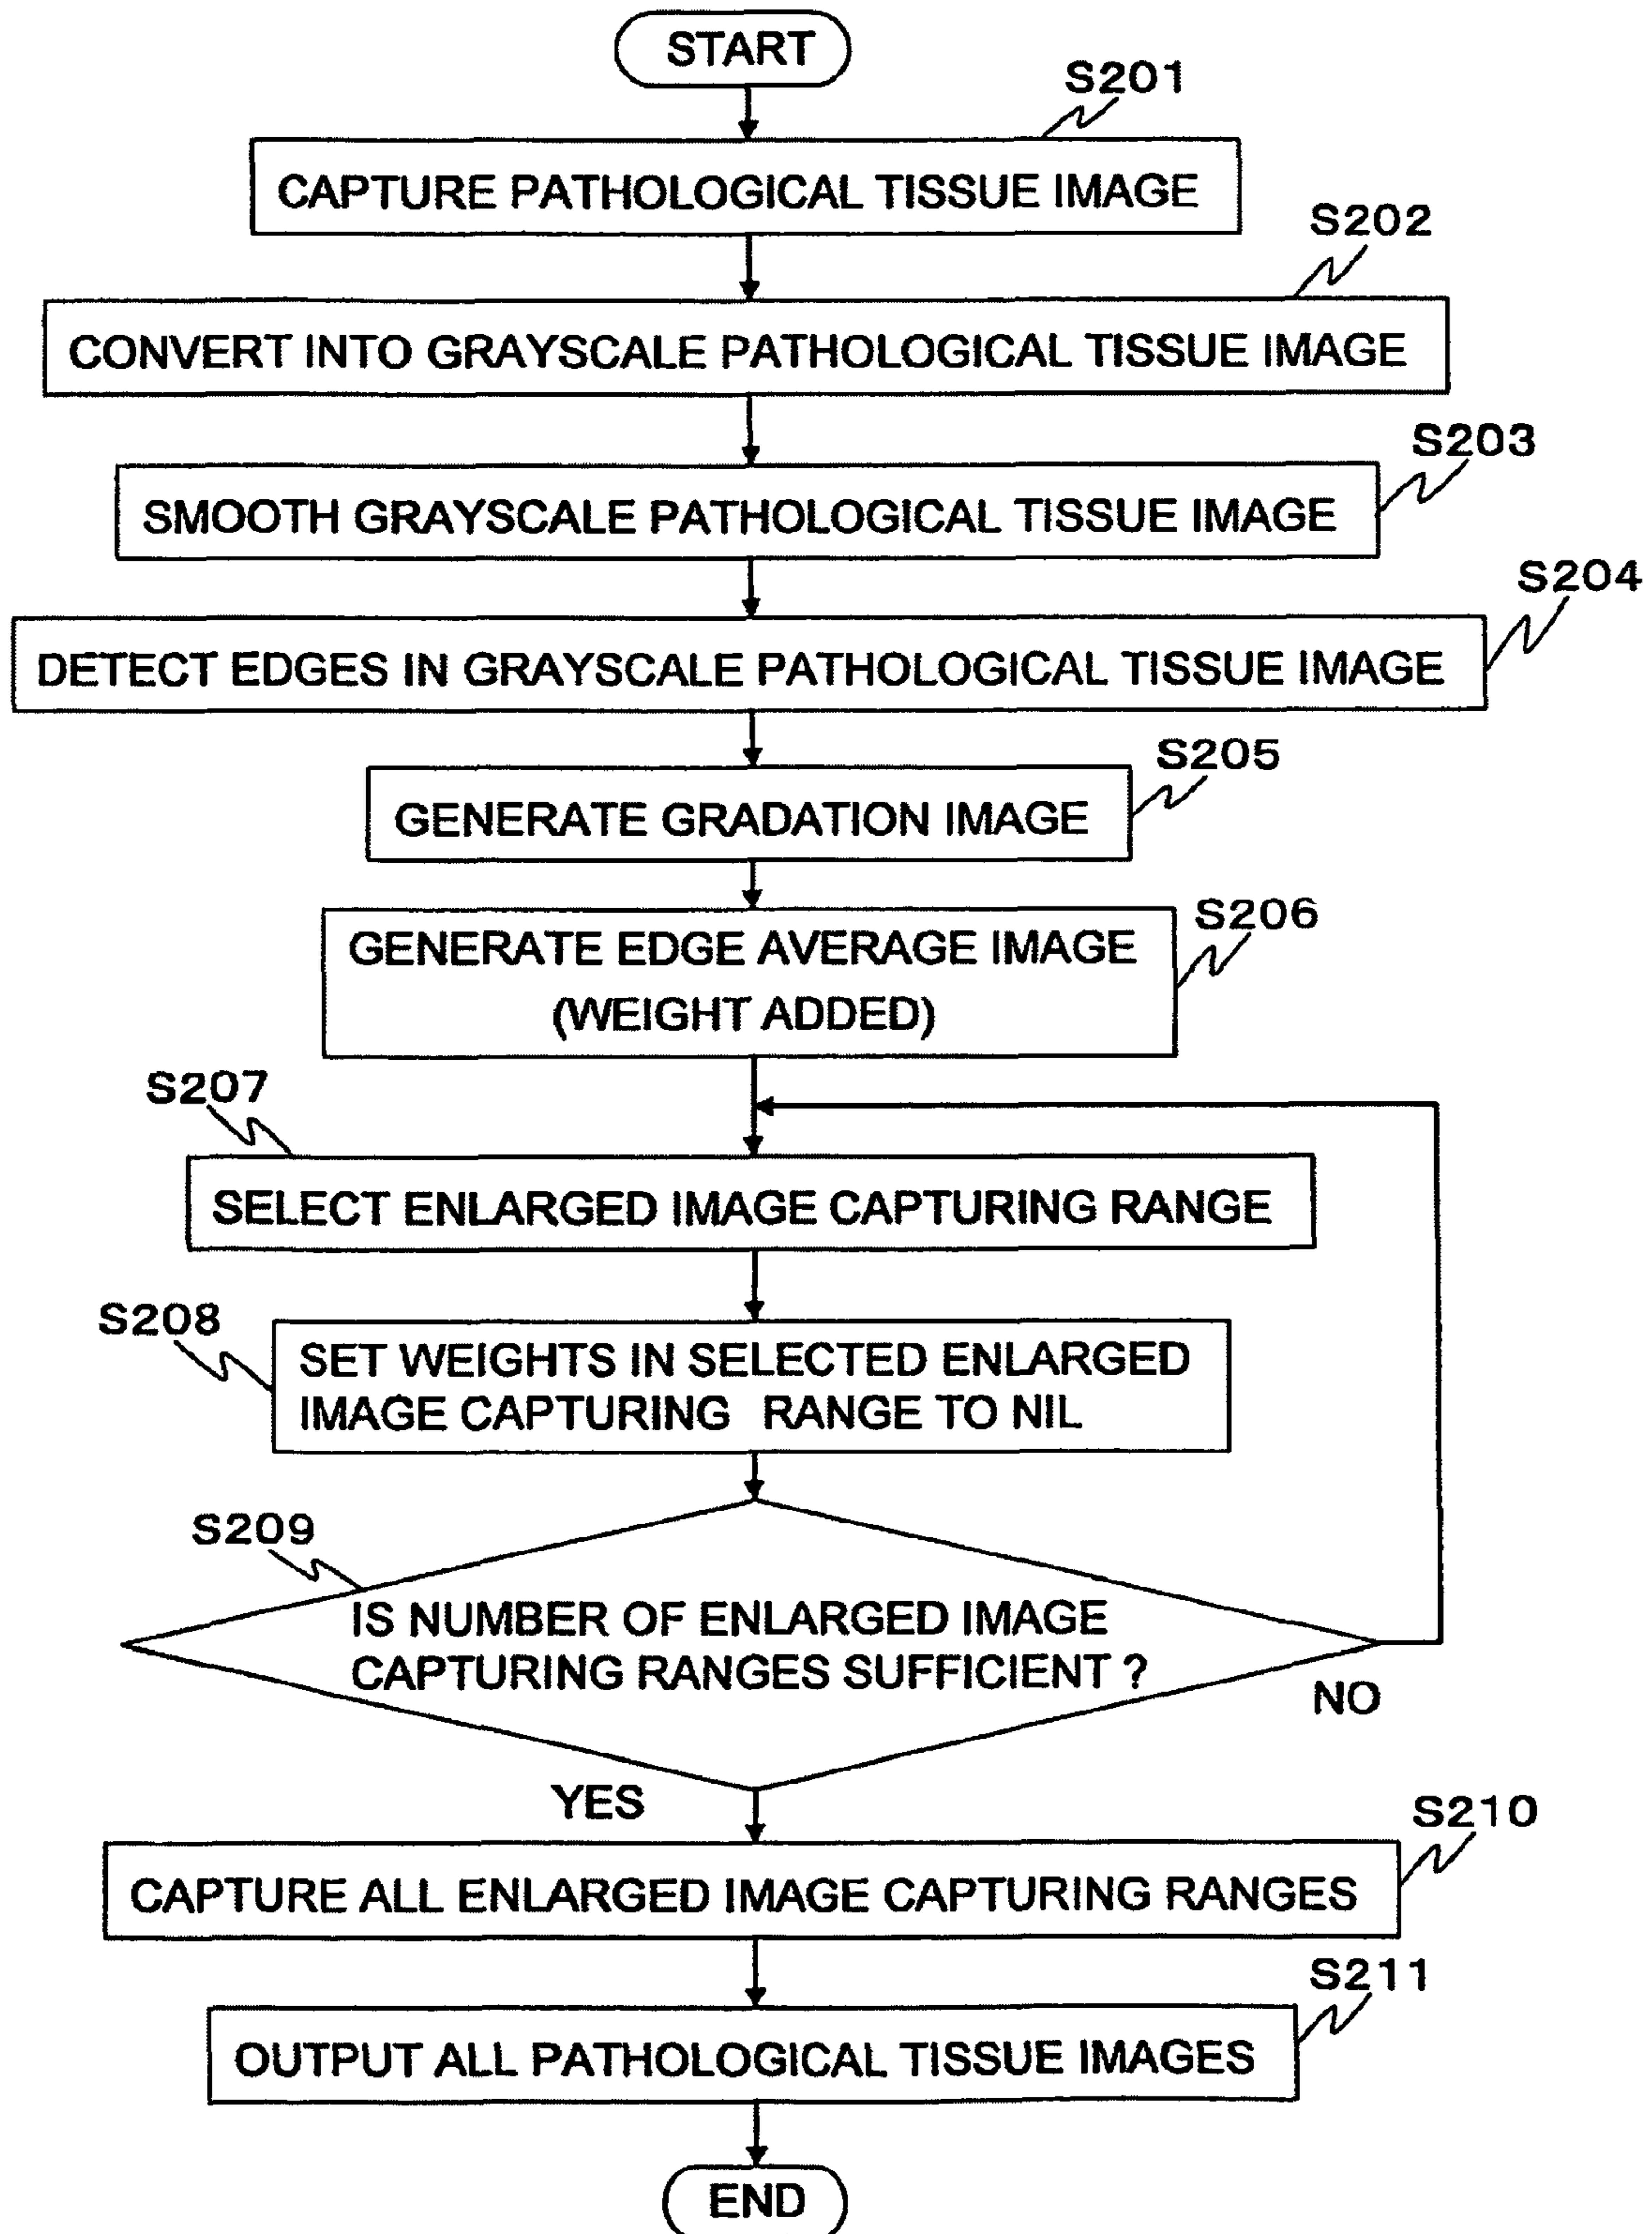 START
S201
CAPTURE PATHOLOGICAL TISSUE IMAGE
S202
CONVERT INTO GRAYSCALE PATHOLOGICAL TISSUE IMAGE
S203
SMOOTH GRAYSCALE PATHOLOGICAL TISSUE IMAGE
S204
DETECT EDGES IN GRAYSCALE PATHOLOGICAL TISSUE IMAGE
S205
GENERATE GRADATION IMAGE
S206
GENERATE EDGE AVERAGE IMAGE
(WEIGHT ADDED)
S207
SELECT ENLARGED IMAGE CAPTURING RANGE
S208
SET WEIGHTS IN SELECTED ENLARGED
IMAGE CAPTURING RANGE TO NIL
S209
IS NUMBER OF ENLARGED IMAGE
CAPTURING RANGES SUFFICIENT ?
NO
YES
S210
CAPTURE ALL ENLARGED IMAGE CAPTURING RANGES
S211
OUTPUT ALL PATHOLOGICAL TISSUE IMAGES
END